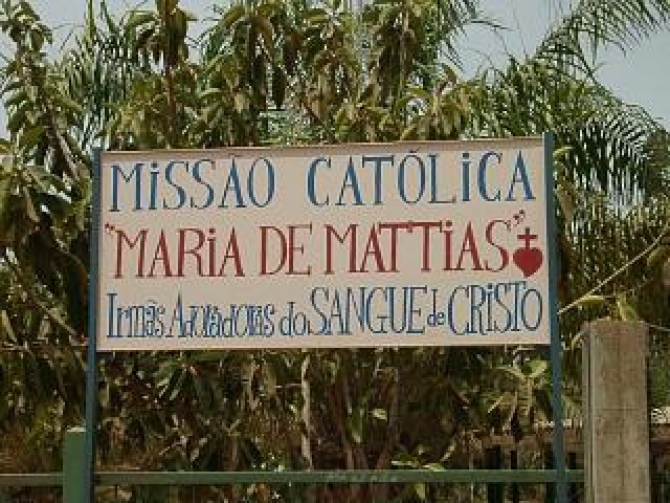 MiSSÃO CATÓLiCA
"MARiA DE MATTiAS"
Irmãs Adoradoras do SANGUE de CRiSTO